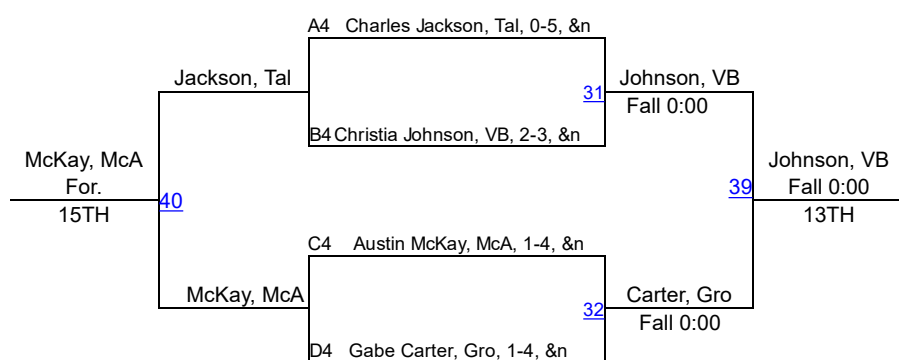 A4 Charles Jackson, Tal, 0-5, &n
Jackson, Tal
31
Johnson, VB
Fall 0:00
B4 Christia Johnson, VB, 2-3, &n
McKay, McA
For.
15TH
40
39
Johnson, VB
Fall 0:00
13TH
C4 Austin McKay, McA, 1-4, &n
McKay, McA
32
Carter, Gro
Fall 0:00
D4 Gabe Carter, Gro, 1-4, &n